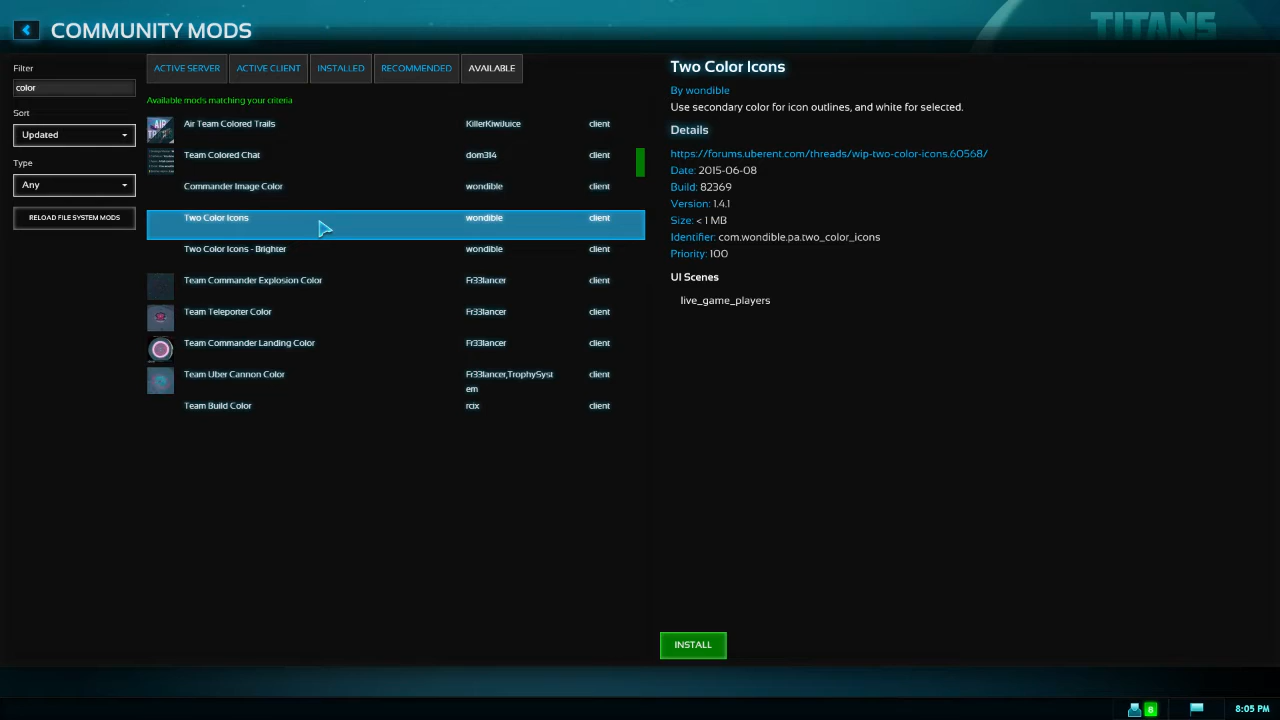 COMMUNITY MODS
TITANS
Filter
color
Sort
Updated
Type
Any
RELOAD FILE SYSTEM MODS
ACTIVE SERVER
ACTIVE CLIENT
INSTALLED
RECOMMENDED
AVAILABLE
Available mods matching your criteria
Air Team Colored Trails KillerKiwiJuice client
Team Colored Chat dom314 client
Commander Image Color wondible client
Two Color Icons wondible client
Two Color Icons - Brighter wondible client
Team Commander Explosion Color Fr33lancer client
Team Teleporter Color Fr33lancer client
Team Commander Landing Color Fr33lancer client
Team Uber Cannon Color Fr33lancer,TrophySyst client
em
Team Build Color rcix client
Two Color Icons
By wondible
Use secondary color for icon outlines, and white for selected.
Details
https://forums.uberent.com/threads/wip-two-color-icons.60568/
Date: 2015-06-08
Build: 82369
Version: 1.4.1
Size: < 1 MB
Identifier: com.wondible.pa.two_color_icons
Priority: 100
UI Scenes
live_game_players
INSTALL
8
8:05 PM